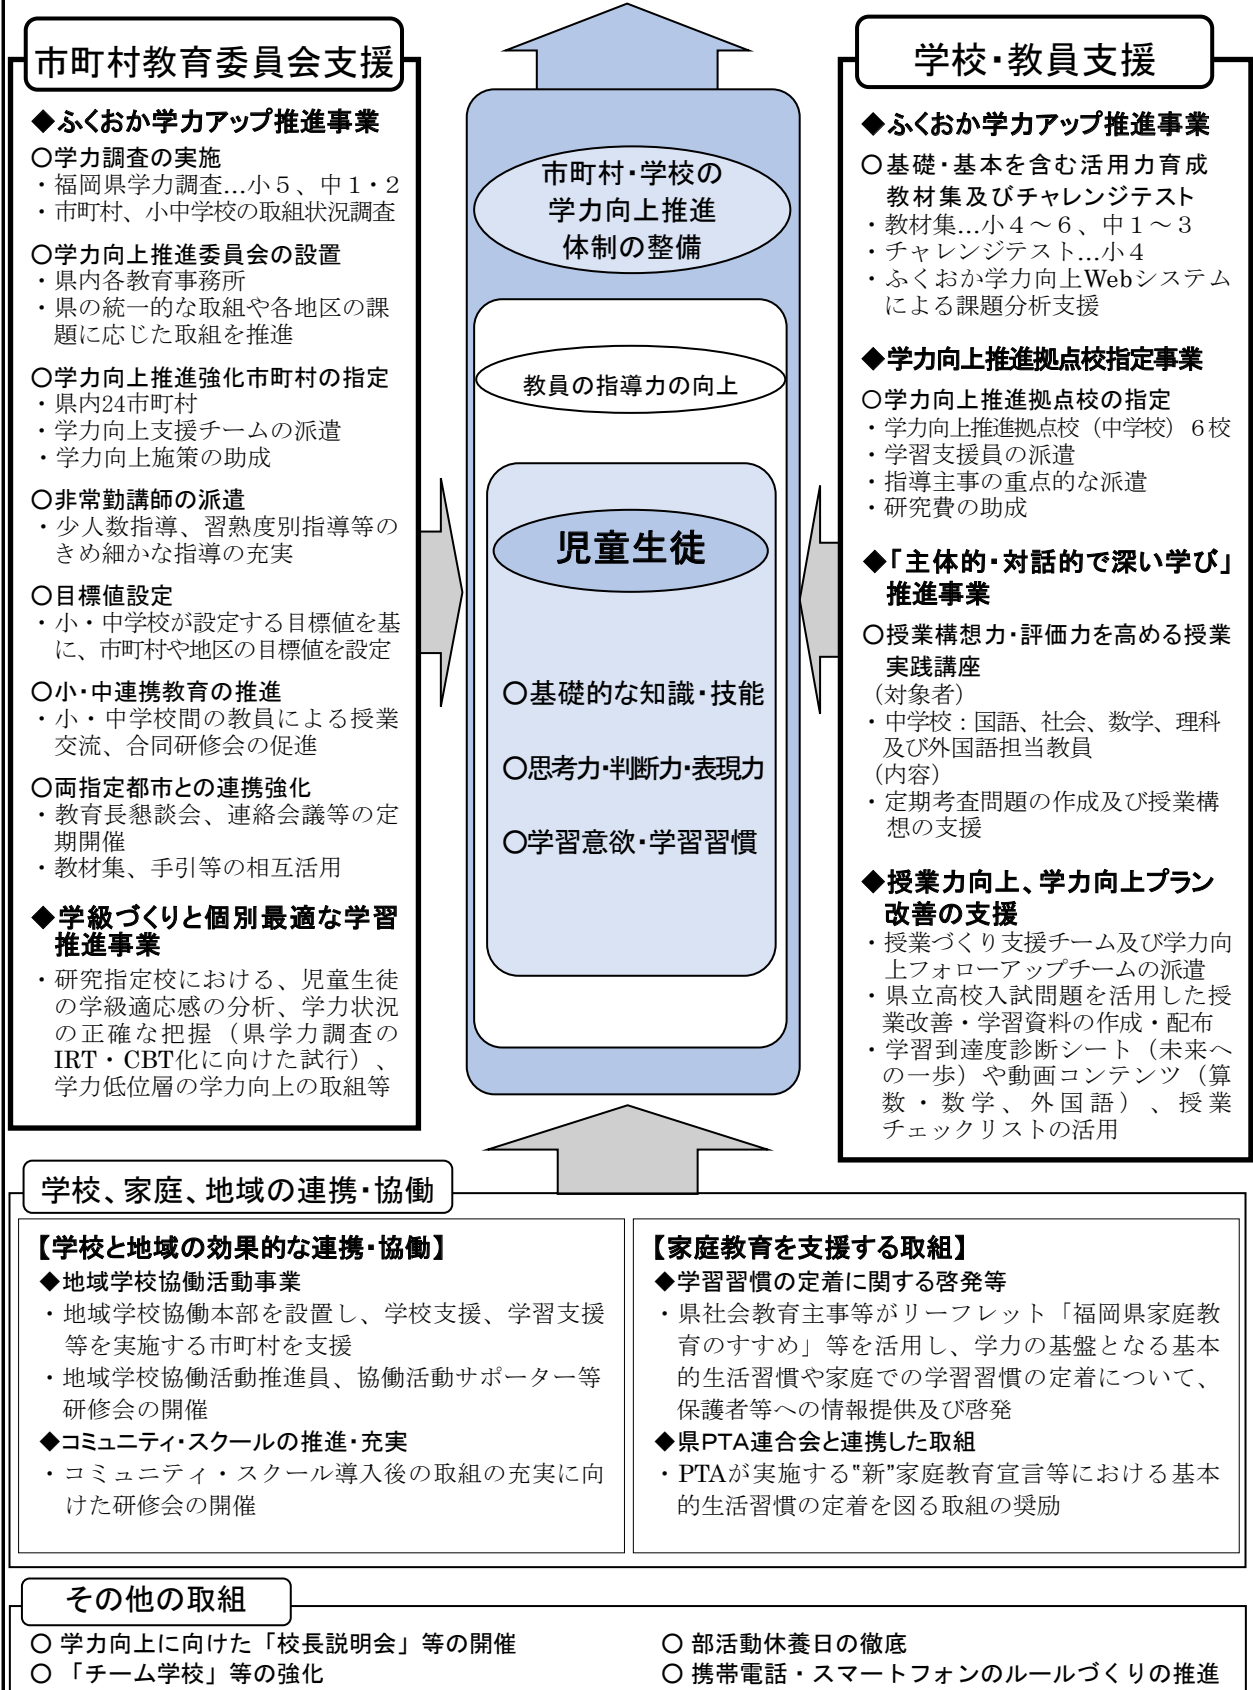 市町村教育委員会支援
◆ふくおか学力アップ推進事業
〇学力調査の実施
・福岡県学力調査…小５、中１・２
・市町村、小中学校の取組状況調査
〇学力向上推進委員会の設置
・県内各教育事務所
・県の統一的な取組や各地区の課
題に応じた取組を推進
〇学力向上推進強化市町村の指定
・県内24市町村
・学力向上支援チームの派遣
・学力向上施策の助成
〇非常勤講師の派遣
・少人数指導、習熟度別指導等の
きめ細かな指導の充実
〇目標値設定
・小・中学校が設定する目標値を基
に、市町村や地区の目標値を設定
〇小・中連携教育の推進
・小・中学校間の教員による授業
交流、合同研修会の促進
〇両指定都市との連携強化
・教育長懇談会、連絡会議等の定
期開催
・教材集、手引等の相互活用
◆学級づくりと個別最適な学習
推進事業
・研究指定校における、児童生徒
の学級適応感の分析、学力状況
の正確な把握（県学力調査の
IRT・CBT化に向けた試行）、
学力低位層の学力向上の取組等
市町村・学校の
学力向上推進
体制の整備
教員の指導力の向上
児童生徒
〇基礎的な知識・技能
〇思考力・判断力・表現力
〇学習意欲・学習習慣
学校・教員支援
◆ふくおか学力アップ推進事業
〇基礎・基本を含む活用力育成
教材集及びチャレンジテスト
・教材集…小４～６、中１～３
・チャレンジテスト…小４
・ふくおか学力向上Webシステム
による課題分析支援
◆学力向上推進拠点校指定事業
〇学力向上推進拠点校の指定
・学力向上推進拠点校（中学校）６校
・学習支援員の派遣
・指導主事の重点的な派遣
・研究費の助成
◆「主体的・対話的で深い学び」
推進事業
〇授業構想力・評価力を高める授業
実践講座
（対象者）
・中学校：国語、社会、数学、理科
及び外国語担当教員
（内容）
・定期考査問題の作成及び授業構
想の支援
◆授業力向上、学力向上プラン
改善の支援
・授業づくり支援チーム及び学力向
上フォローアップチームの派遣
・県立高校入試問題を活用した授
業改善・学習資料の作成・配布
・学習到達度診断シート（未来へ
の一歩）や動画コンテンツ（算
数・数学、外国語）、授業
チェックリストの活用
学校、家庭、地域の連携・協働
【学校と地域の効果的な連携・協働】
◆地域学校協働活動事業
・地域学校協働本部を設置し、学校支援、学習支援
等を実施する市町村を支援
・地域学校協働活動推進員、協働活動サポーター等
研修会の開催
◆コミュニティ・スクールの推進・充実
・コミュニティ・スクール導入後の取組の充実に向
けた研修会の開催
【家庭教育を支援する取組】
◆学習習慣の定着に関する啓発等
・県社会教育主事等がリーフレット「福岡県家庭教
育のすすめ」等を活用し、学力の基盤となる基本
的生活習慣や家庭での学習習慣の定着について、
保護者等への情報提供及び啓発
◆県PTA連合会と連携した取組
・PTAが実施する"新"家庭教育宣言等における基本
的生活習慣の定着を図る取組の奨励
その他の取組
〇 学力向上に向けた「校長説明会」等の開催
〇 「チーム学校」等の強化
〇 部活動休養日の徹底
〇 携帯電話・スマートフォンのルールづくりの推進